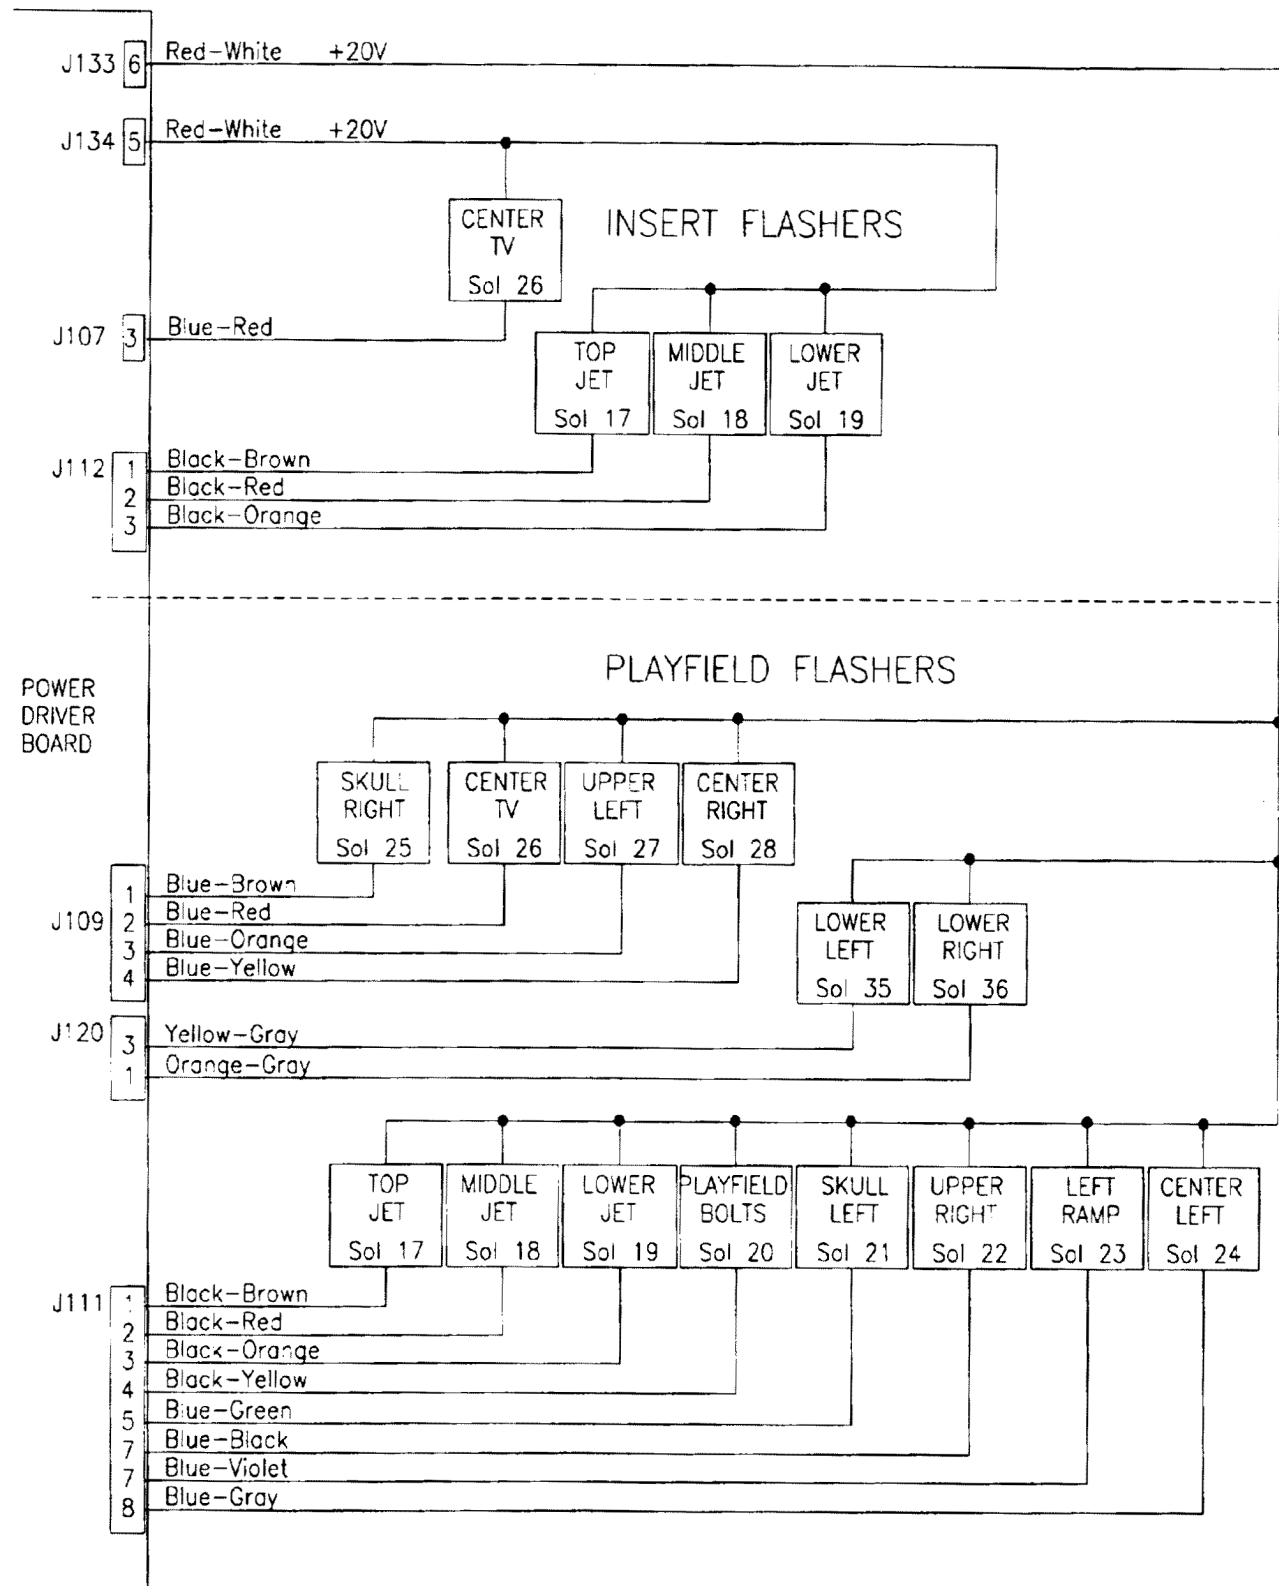 J133 6 Red-White +20V
J134 5 Red-White +20V
CENTER
TV
Sol 26
INSERT FLASHERS
J107 3 Blue-Red
TOP
JET
Sol 17
MIDDLE
JET
Sol 18
LOWER
JET
Sol 19
J112 1 Black-Brown
2 Black-Red
3 Black-Orange
POWER
DRIVER
BOARD
PLAYFIELD FLASHERS
SKULL
RIGHT
Sol 25
CENTER
TV
Sol 26
UPPER
LEFT
Sol 27
CENTER
RIGHT
Sol 28
LOWER
LEFT
Sol 35
LOWER
RIGHT
Sol 36
J109 1 Blue-Brown
2 Blue-Red
3 Blue-Orange
4 Blue-Yellow
J120 3 Yellow-Gray
1 Orange-Gray
TOP
JET
Sol 17
MIDDLE
JET
Sol 18
LOWER
JET
Sol 19
PLAYFIELD
BOLTS
Sol 20
SKULL
LEFT
Sol 21
UPPER
RIGHT
Sol 22
LEFT
RAMP
Sol 23
CENTER
LEFT
Sol 24
J111 1 Black-Brown
2 Black-Red
3 Black-Orange
4 Black-Yellow
5 Blue-Green
7 Blue-Black
7 Blue-Violet
8 Blue-Gray